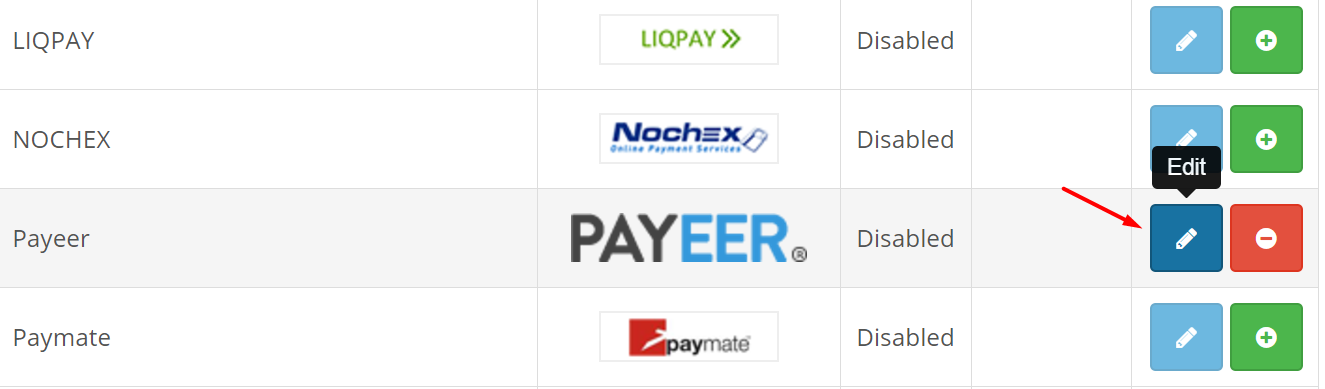 LIQPAY LIQPAY Disabled
NOCHEX Nochex Disabled
Online Payment Services
Edit
Payeer PAYEER® Disabled
Paymate paymate Disabled